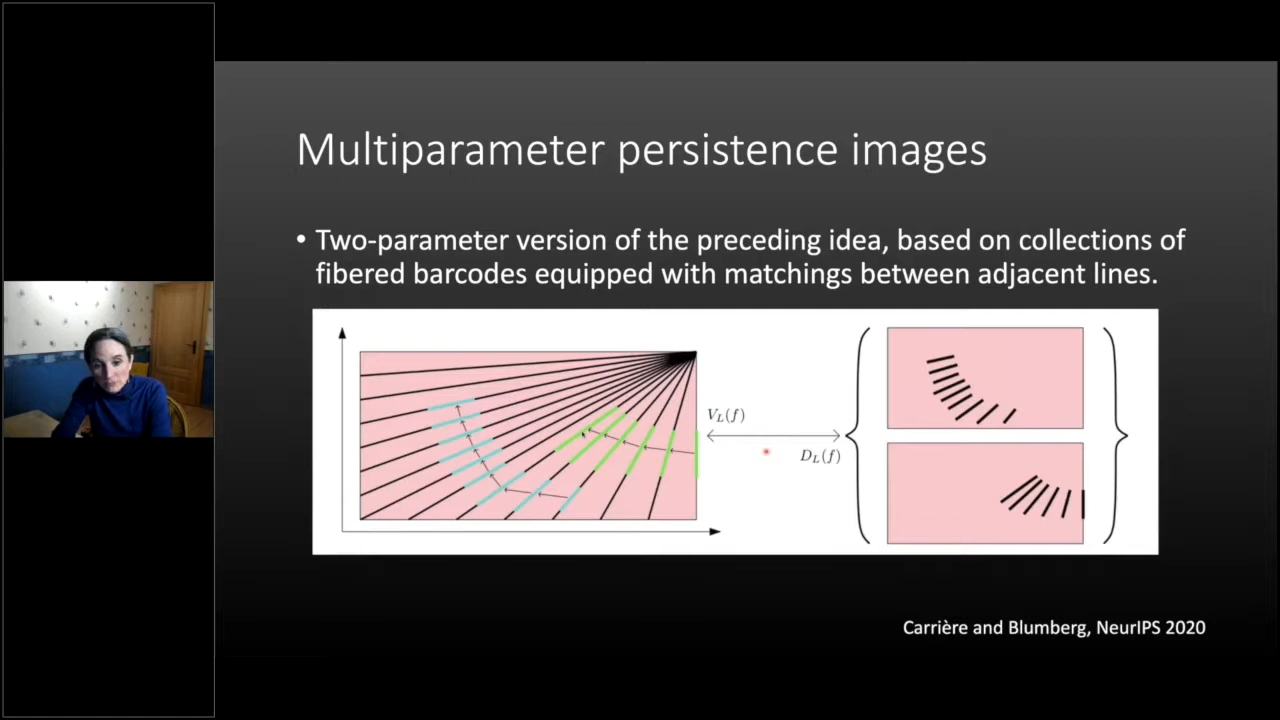 Multiparameter persistence images
• Two-parameter version of the preceding idea, based on collections of
fibered barcodes equipped with matchings between adjacent lines.
V_L(f)
D_L(f)
Carrière and Blumberg, NeurIPS 2020